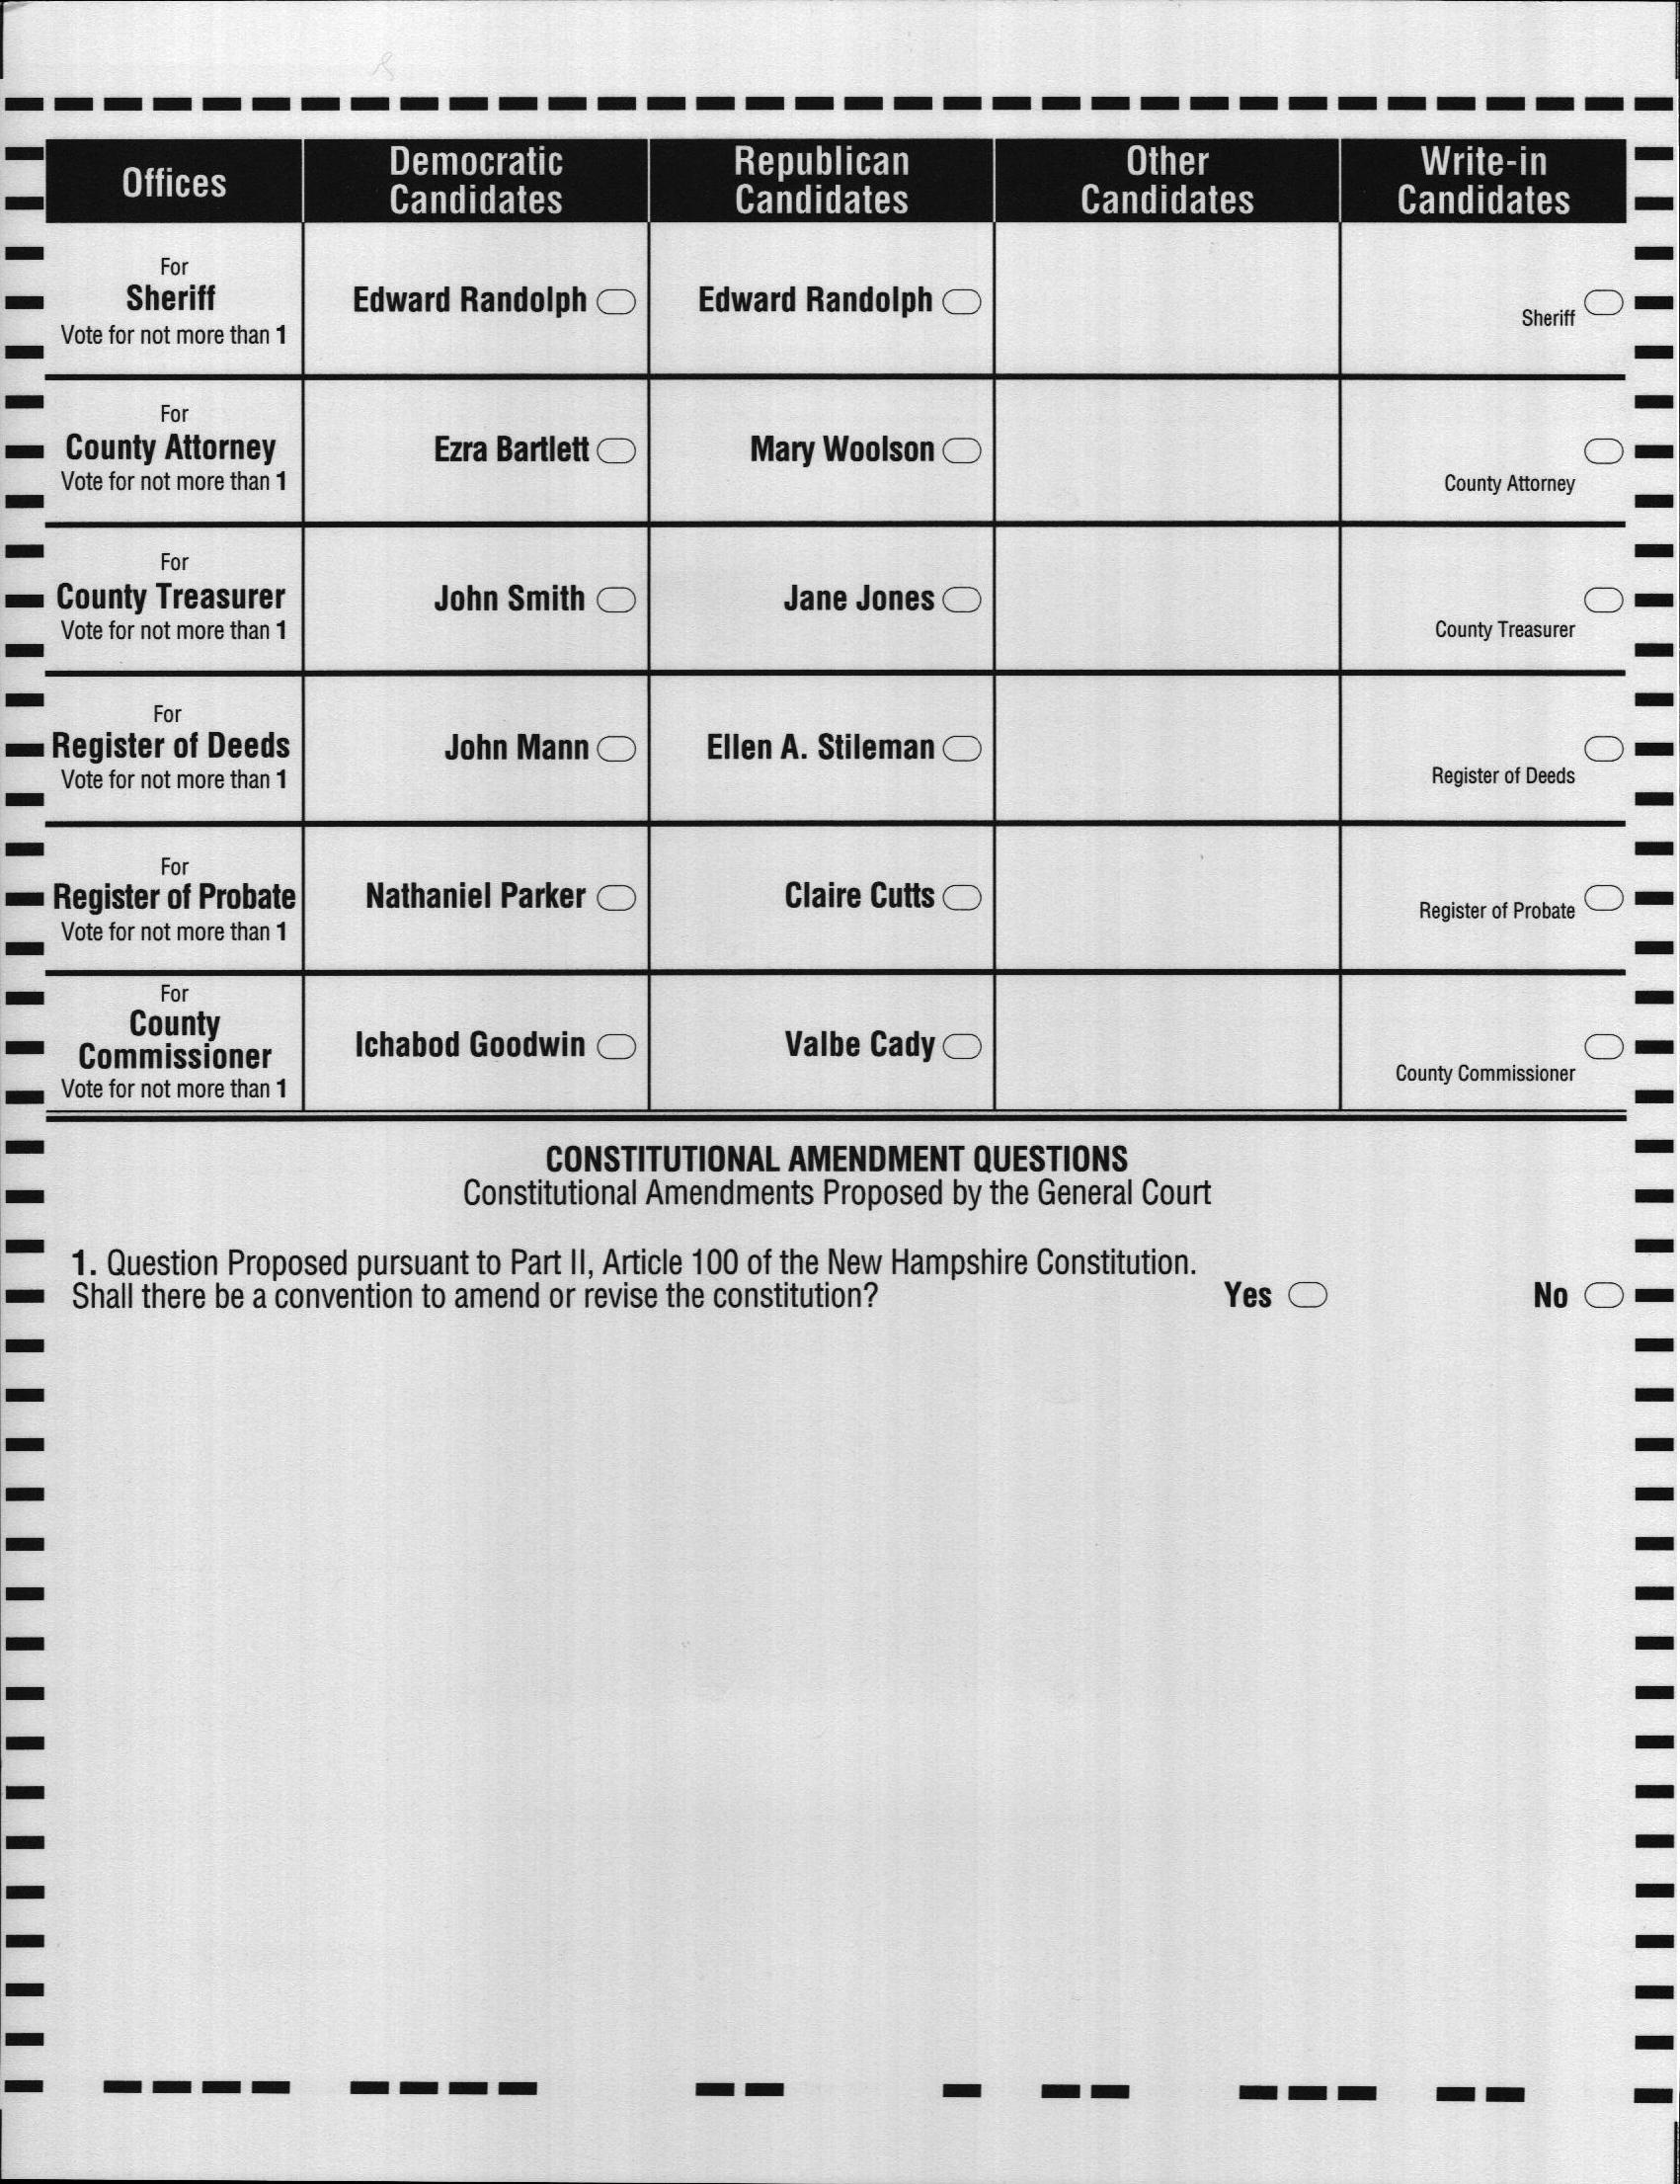 Offices
Democratic
Candidates
Republican
Candidates
Other
Candidates
Write-in
Candidates
For
Sheriff
Vote for not more than 1
Edward Randolph
Edward Randolph
Sheriff
For
County Attorney
Vote for not more than 1
Ezra Bartlett
Mary Woolson
County Attorney
For
County Treasurer
Vote for not more than 1
John Smith
Jane Jones
County Treasurer
For
Register of Deeds
Vote for not more than 1
John Mann
Ellen A. Stileman
Register of Deeds
For
Register of Probate
Vote for not more than 1
Nathaniel Parker
Claire Cutts
Register of Probate
For
County
Commissioner
Vote for not more than 1
Ichabod Goodwin
Valbe Cady
County Commissioner
CONSTITUTIONAL AMENDMENT QUESTIONS
Constitutional Amendments Proposed by the General Court
1. Question Proposed pursuant to Part II, Article 100 of the New Hampshire Constitution.
Shall there be a convention to amend or revise the constitution?
Yes
No